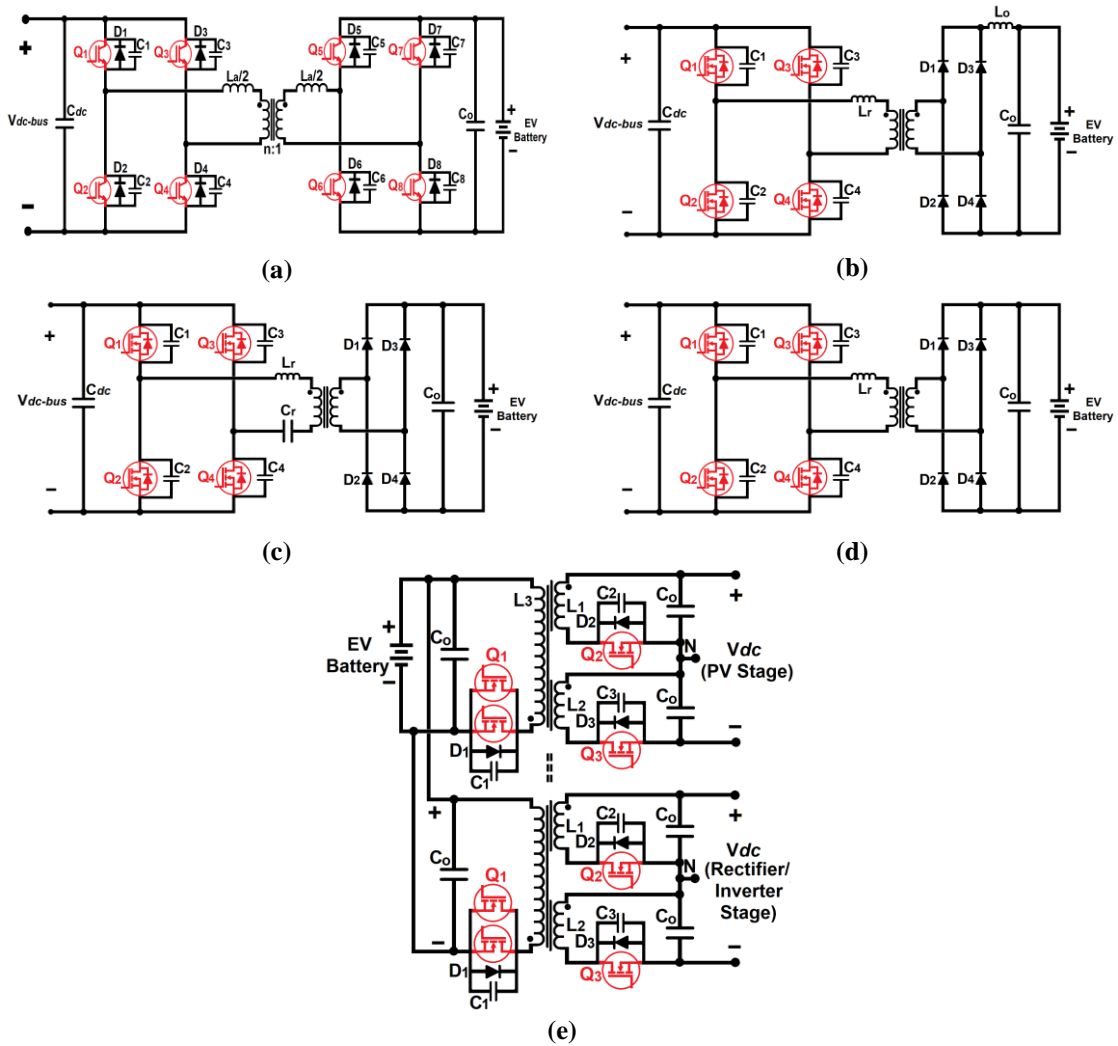 D1 D3 D5 D7
Q1 C1 Q3 C3 Q5 C5 Q7 C7
La/2 La/2
Vdc-bus Cdc n:1 Co EV Battery
D2 D4 D6 D8
Q2 C2 Q4 C4 Q6 C6 Q8 C8
+ − + −
(a)
Lo
Q1 C1 Q3 C3 D1 D3
+ Vdc-bus Cdc Lr Co + EV Battery −
Q2 C2 Q4 C4 D2 D4
−
(b)
Q1 C1 Q3 C3 D1 D3
+ Vdc-bus Cdc Lr Cr Co + EV Battery −
Q2 C2 Q4 C4 D2 D4
−
(c)
Q1 C1 Q3 C3 D1 D3
+ Vdc-bus Cdc Lr Co + EV Battery −
Q2 C2 Q4 C4 D2 D4
−
(d)
L3 L1 C2 D2 Q2 Co +
+ EV Battery − Co Q1 N Vdc (PV Stage)
D1 C1 L2 C3 D3 Q3 Co −
+ Co − Q1 L1 C2 D2 Q2 Co +
N Vdc (Rectifier/ Inverter Stage)
D1 C1 L2 C3 D3 Q3 Co −
(e)